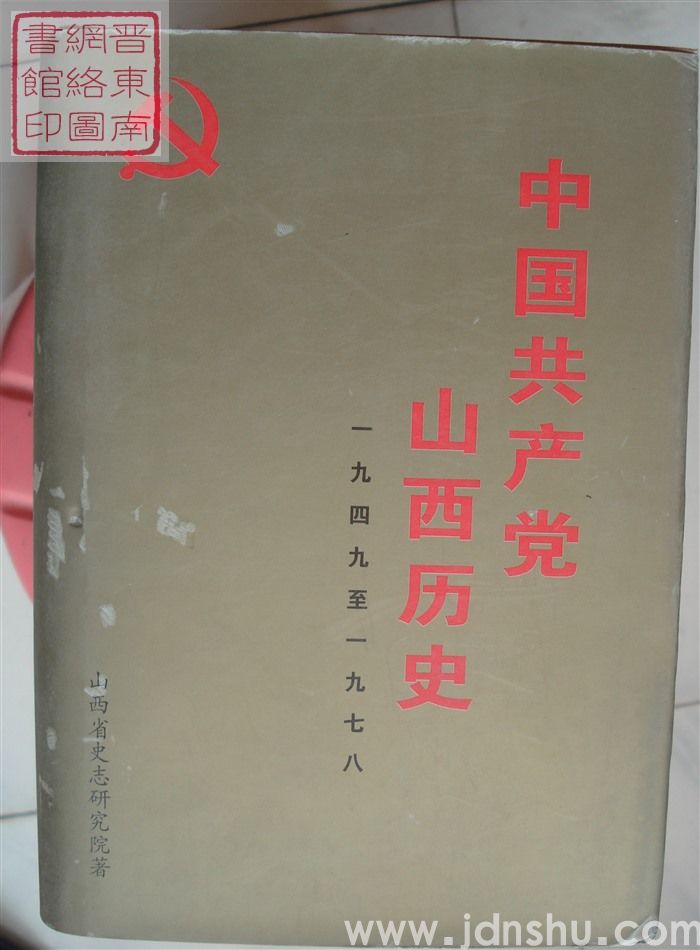 晋東南
網絡圖
書館印
中国共产党
山西历史
一九四九至一九七八
山西省史志研究院著
www.jdnshu.com